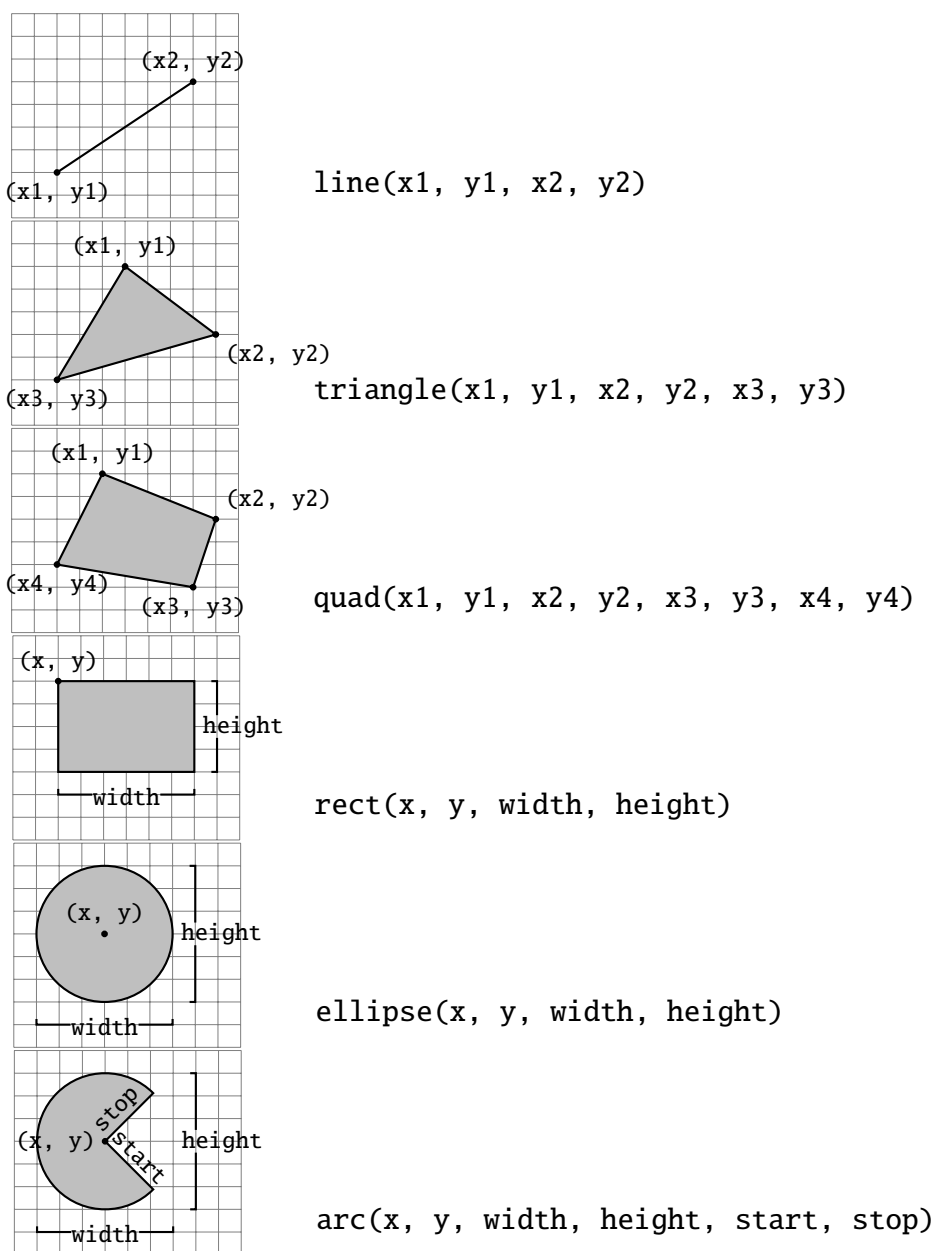 (x2, y2)
(x1, y1)
line(x1, y1, x2, y2)
(x1, y1)
(x2, y2)
(x3, y3)
triangle(x1, y1, x2, y2, x3, y3)
(x1, y1)
(x2, y2)
(x4, y4)
(x3, y3)
quad(x1, y1, x2, y2, x3, y3, x4, y4)
(x, y)
height
width
rect(x, y, width, height)
(x, y)
height
width
ellipse(x, y, width, height)
stop
(x, y)
start
height
width
arc(x, y, width, height, start, stop)